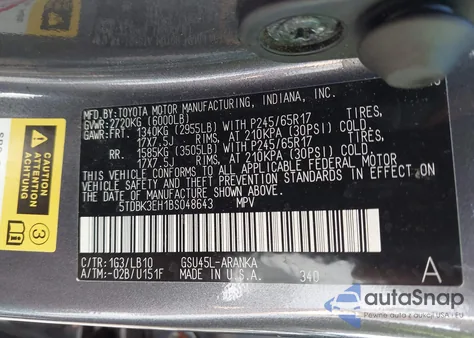 MFD. BY: TOYOTA MOTOR MANUFACTURING, INDIANA, INC.
GVWR: 2720KG (6000LB)
GAWR: FRT. 1340KG (2955LB) WITH P245/65R17 TIRES,
17X7.5J RIMS, AT 210KPA (30PSI) COLD
RR. 1585KG (3505LB) WITH P245/65R17 TIRES,
17X7.5J RIMS, AT 210KPA (30PSI) COLD
THIS VEHICLE CONFORMS TO ALL APPLICABLE FEDERAL MOTOR
VEHICLE SAFETY, AND THEFT PREVENTION STANDARDS IN EFFECT ON
THE DATE OF MANUFACTURE SHOWN ABOVE.
5TDBK3EH1BS048643 MPV
C/TR: 1G3/LB10 GSU45L-ARANKA
A/TM: -02B/U151F MADE IN U.S.A. 340 A
3
autoSnap
Pewne auto z